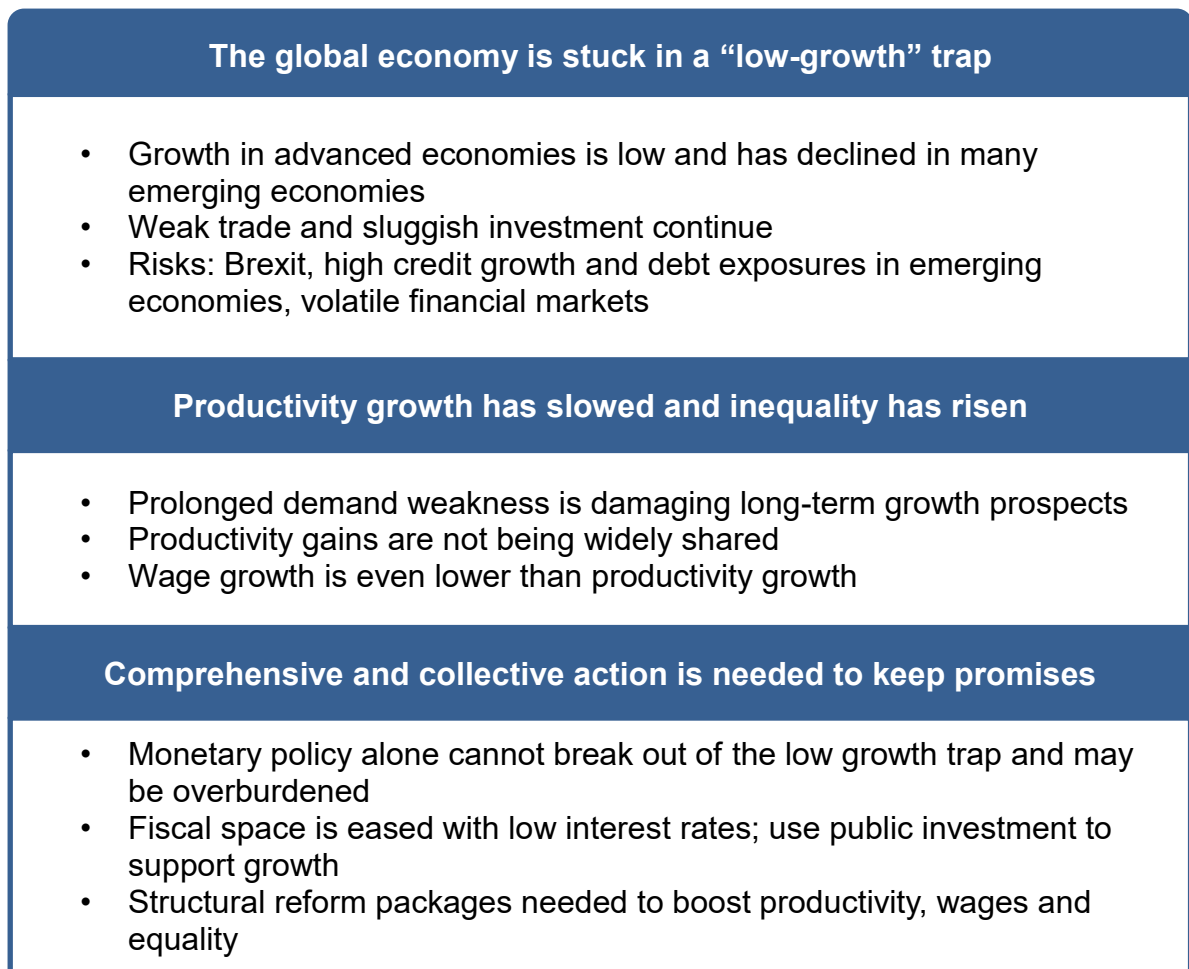 The global economy is stuck in a “low-growth” trap
• Growth in advanced economies is low and has declined in many
emerging economies
• Weak trade and sluggish investment continue
• Risks: Brexit, high credit growth and debt exposures in emerging
economies, volatile financial markets
Productivity growth has slowed and inequality has risen
• Prolonged demand weakness is damaging long-term growth prospects
• Productivity gains are not being widely shared
• Wage growth is even lower than productivity growth
Comprehensive and collective action is needed to keep promises
• Monetary policy alone cannot break out of the low growth trap and may
be overburdened
• Fiscal space is eased with low interest rates; use public investment to
support growth
• Structural reform packages needed to boost productivity, wages and
equality